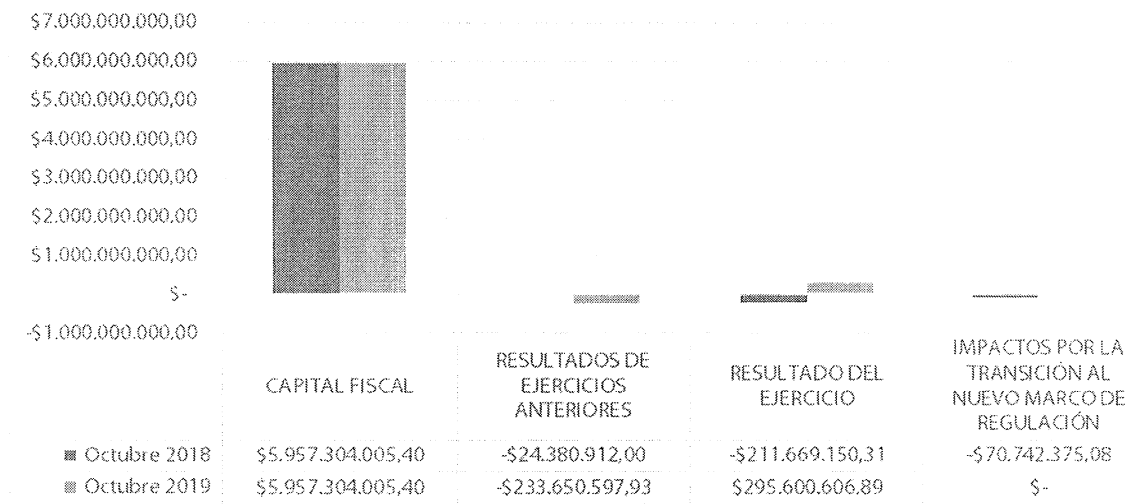 $7.000.000.000,00
$6.000.000.000,00
$5.000.000.000,00
$4.000.000.000,00
$3.000.000.000,00
$2.000.000.000,00
$1.000.000.000,00
$-
-$1.000.000.000,00
CAPITAL FISCAL
RESULTADOS DE
EJERCICIOS
ANTERIORES
RESULTADO DEL
EJERCICIO
IMPACTOS POR LA
TRANSICIÓN AL
NUEVO MARCO DE
REGULACIÓN
Octubre 2018 $5.957.304.005,40 -$24.380.912,00 -$211.669.150,31 -$70.742.375,08
Octubre 2019 $5.957.304.005,40 -$233.650.597,93 $295.600.606,89 $-